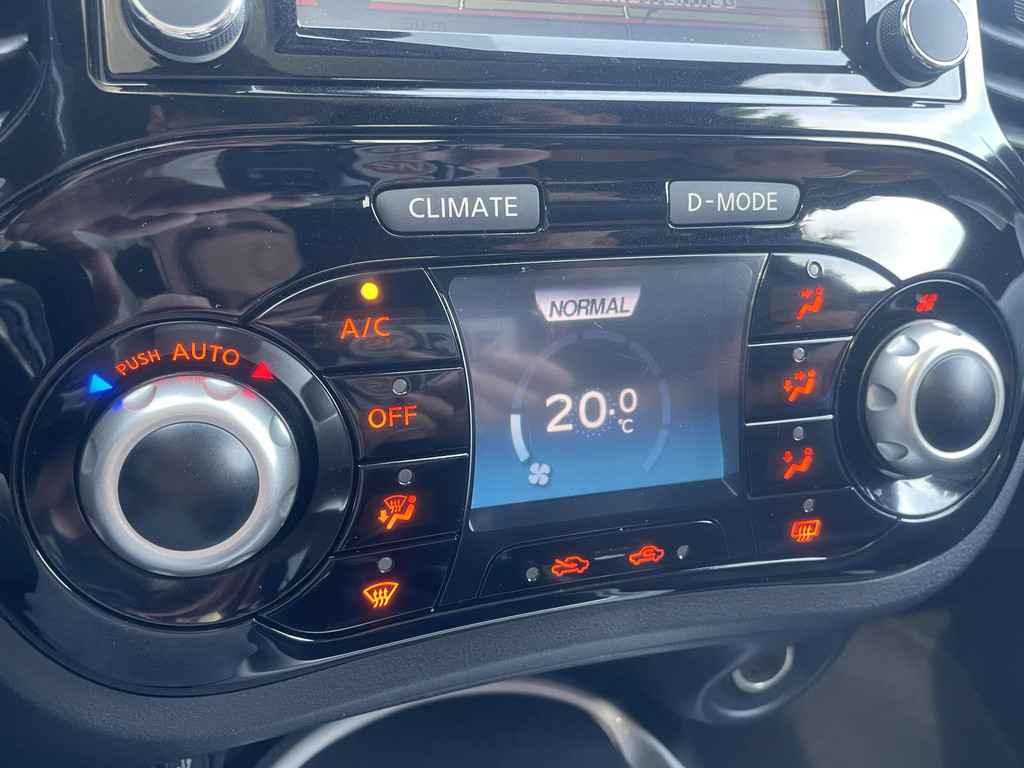 CLIMATE
D-MODE
PUSH AUTO
A/C
OFF
NORMAL
20.0
°C